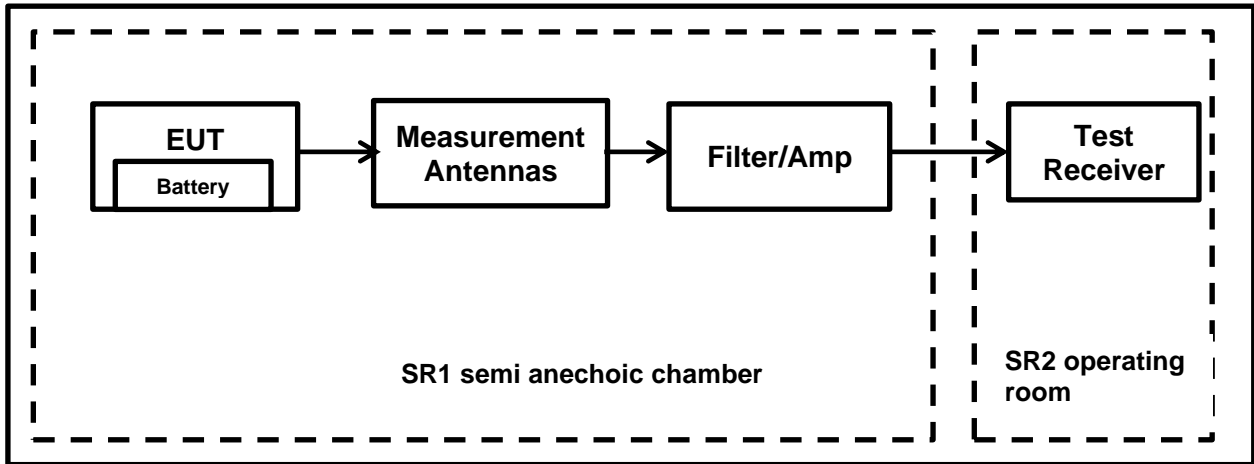 EUT
Battery
Measurement
Antennas
Filter/Amp
Test
Receiver
SR1 semi anechoic chamber
SR2 operating
room